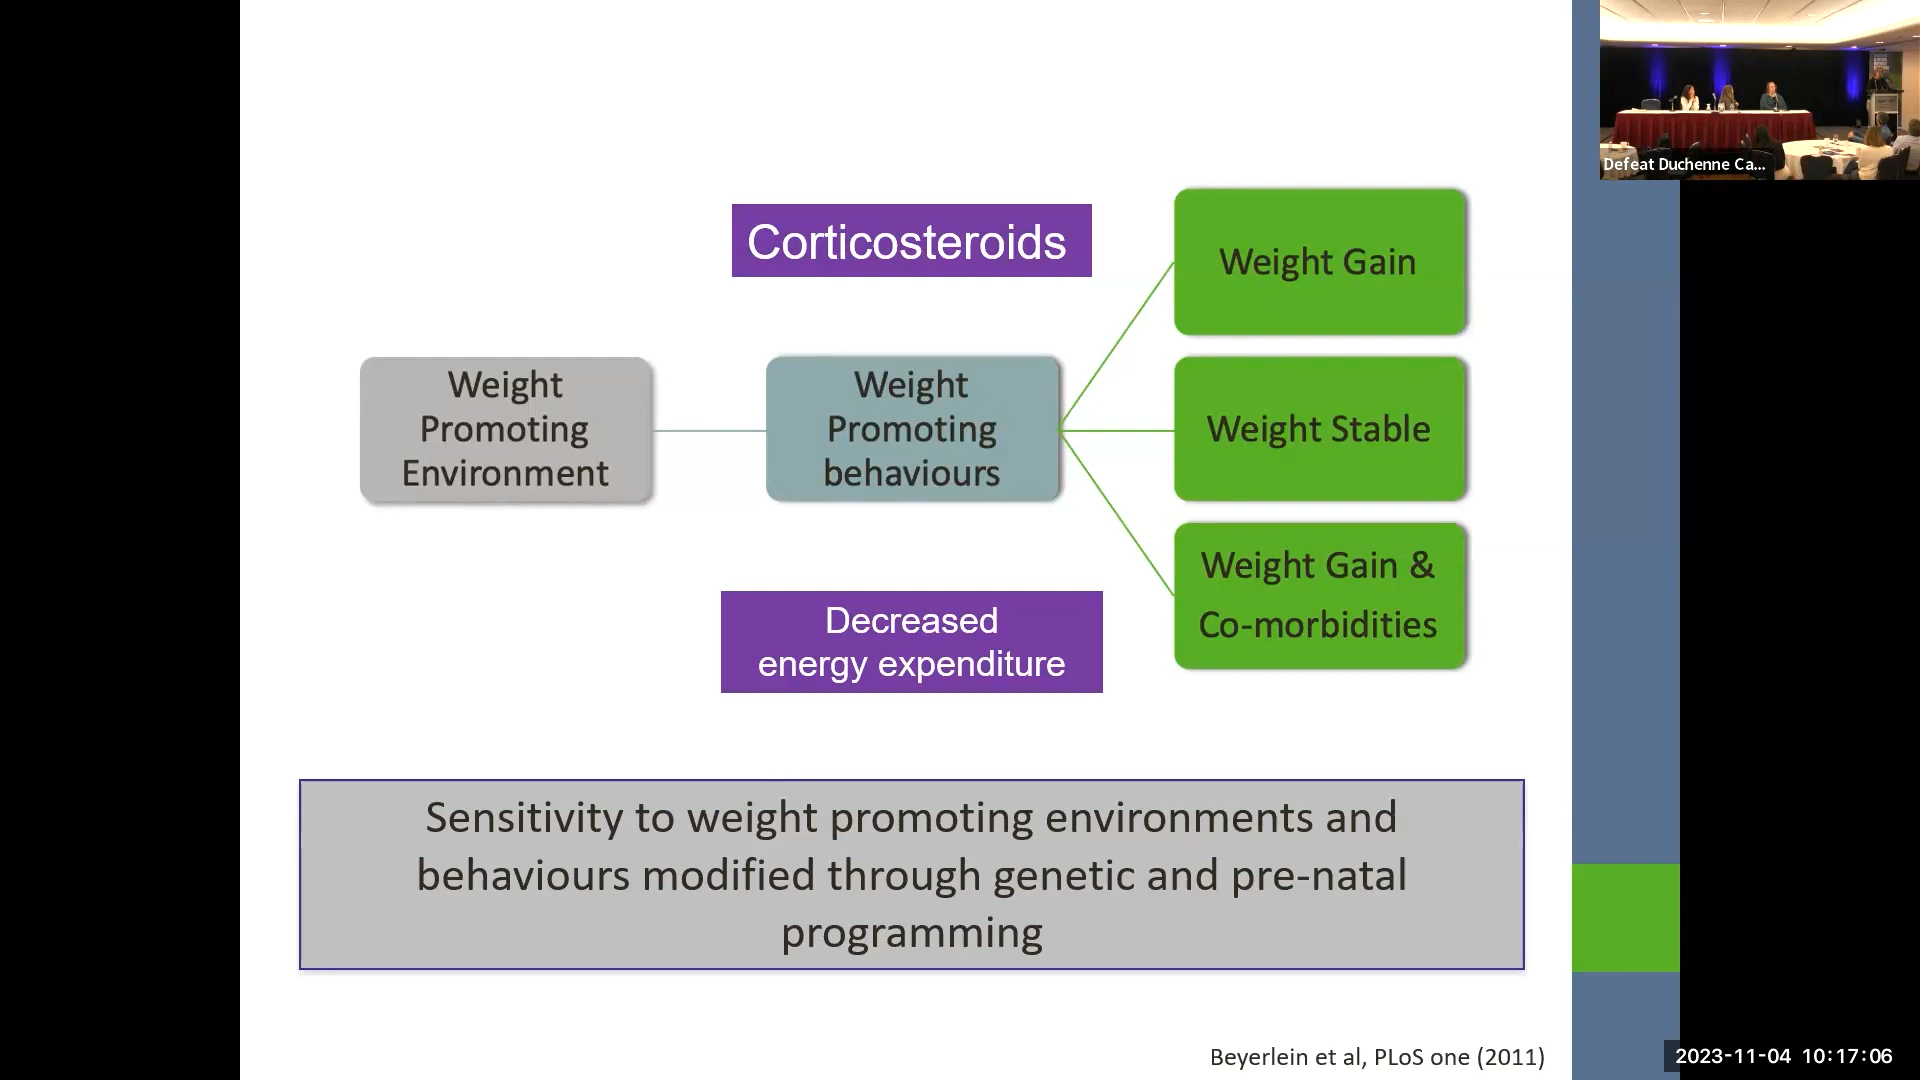 Defeat Duchenne Ca...
Corticosteroids
Weight Gain
Weight
Promoting
Environment
Weight
Promoting
behaviours
Weight Stable
Weight Gain &
Co-morbidities
Decreased
energy expenditure
Sensitivity to weight promoting environments and
behaviours modified through genetic and pre-natal
programming
Beyerlein et al, PLoS one (2011)
2023-11-04 10:17:06